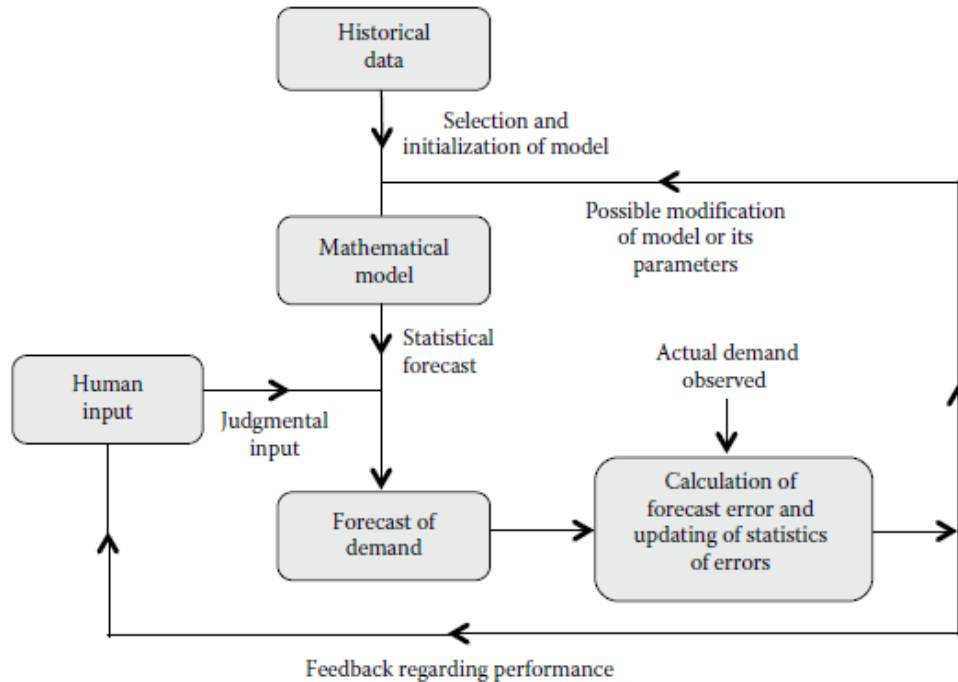 Historical
data
Selection and
initialization of model
Possible modification
of model or its
parameters
Mathematical
model
Statistical
forecast
Actual demand
observed
Human
input
Judgmental
input
Calculation of
forecast error and
updating of statistics
of errors
Forecast of
demand
Feedback regarding performance